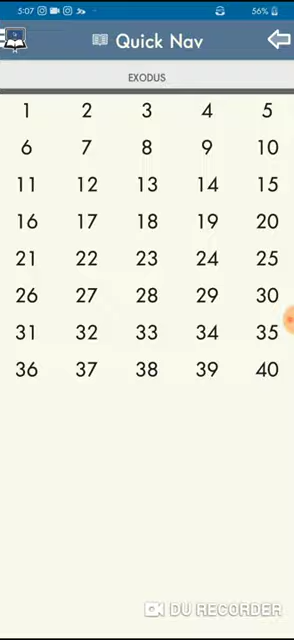 5:07 56%
Quick Nav
EXODUS
1 2 3 4 5
6 7 8 9 10
11 12 13 14 15
16 17 18 19 20
21 22 23 24 25
26 27 28 29 30
31 32 33 34 35
36 37 38 39 40
DU RECORDER